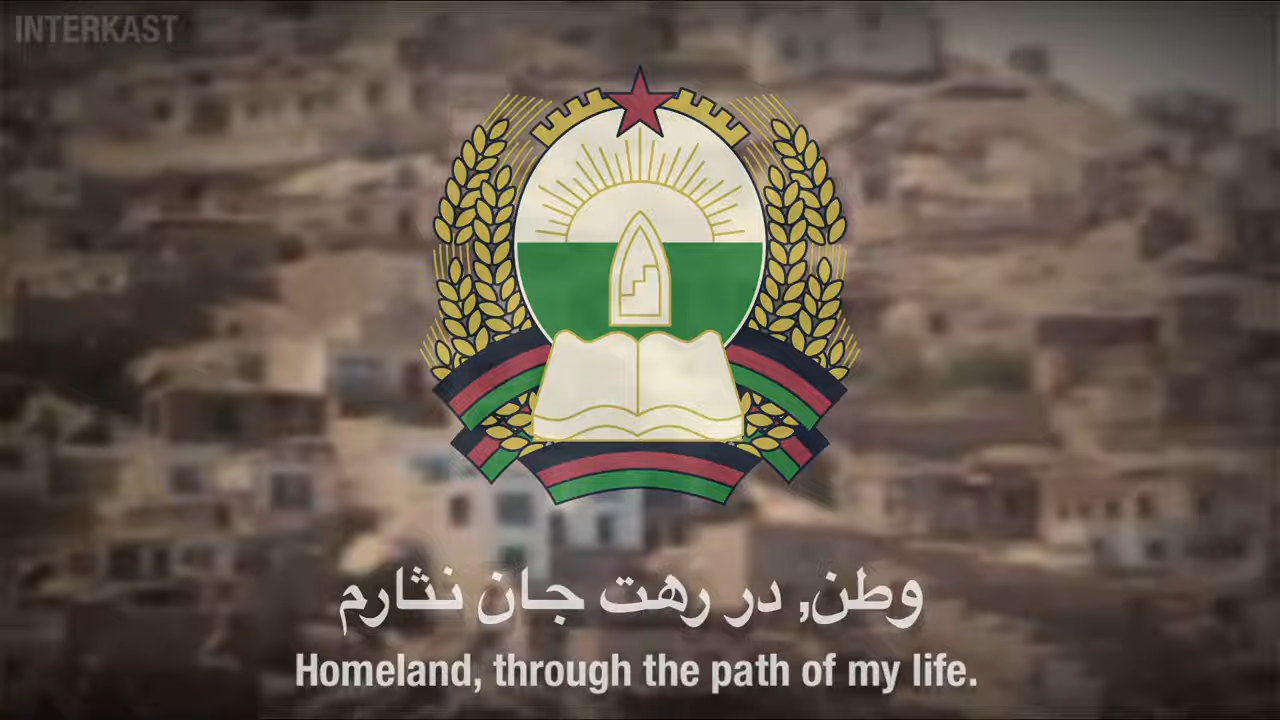 INTERKAST
وطن, در رهت جان نثارم
Homeland, through the path of my life.